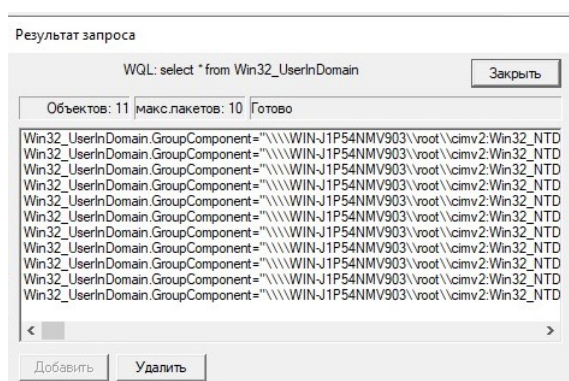 Результат запроса
WQL: select * from Win32_UserInDomain
Закрыть
Объектов: 11 макс.пакетов: 10 Готово
Win32_UserInDomain.GroupComponent="\\\\WIN-J1P54NMV903\\root\\cimv2:Win32_NTD
Win32_UserInDomain.GroupComponent="\\\\WIN-J1P54NMV903\\root\\cimv2:Win32_NTD
Win32_UserInDomain.GroupComponent="\\\\WIN-J1P54NMV903\\root\\cimv2:Win32_NTD
Win32_UserInDomain.GroupComponent="\\\\WIN-J1P54NMV903\\root\\cimv2:Win32_NTD
Win32_UserInDomain.GroupComponent="\\\\WIN-J1P54NMV903\\root\\cimv2:Win32_NTD
Win32_UserInDomain.GroupComponent="\\\\WIN-J1P54NMV903\\root\\cimv2:Win32_NTD
Win32_UserInDomain.GroupComponent="\\\\WIN-J1P54NMV903\\root\\cimv2:Win32_NTD
Win32_UserInDomain.GroupComponent="\\\\WIN-J1P54NMV903\\root\\cimv2:Win32_NTD
Win32_UserInDomain.GroupComponent="\\\\WIN-J1P54NMV903\\root\\cimv2:Win32_NTD
Win32_UserInDomain.GroupComponent="\\\\WIN-J1P54NMV903\\root\\cimv2:Win32_NTD
Win32_UserInDomain.GroupComponent="\\\\WIN-J1P54NMV903\\root\\cimv2:Win32_NTD
Добавить Удалить